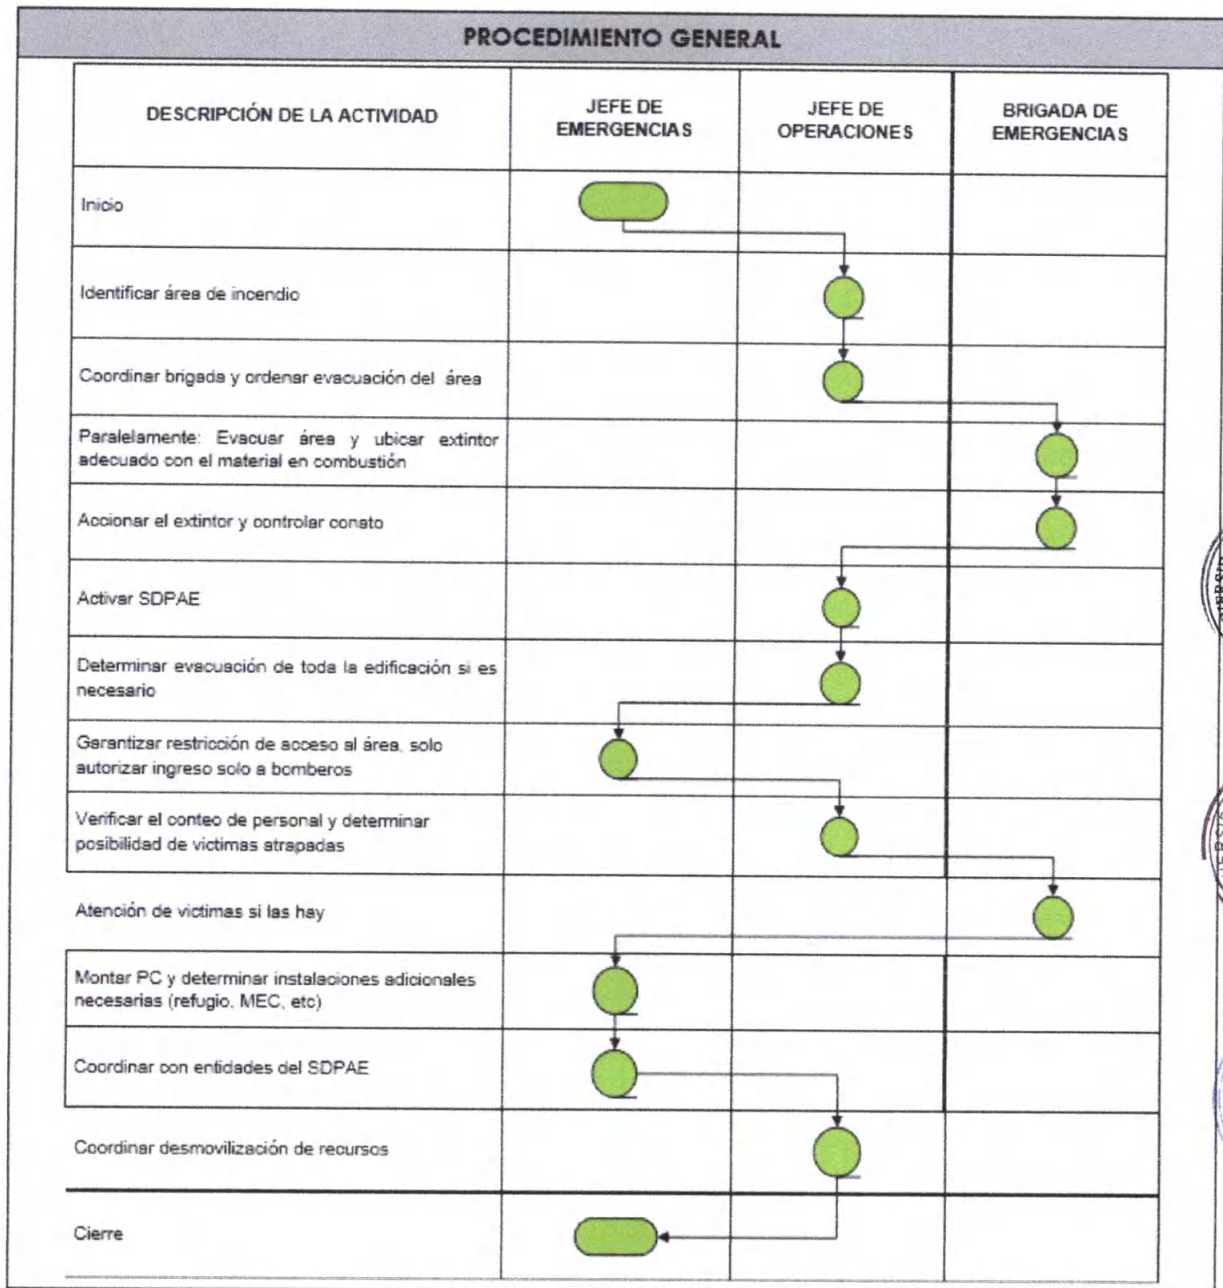 PROCEDIMIENTO GENERAL
DESCRIPCIÓN DE LA ACTIVIDAD
JEFE DE
EMERGENCIAS
JEFE DE
OPERACIONES
BRIGADA DE
EMERGENCIAS
Inicio
Identificar área de incendio
Coordinar brigada y ordenar evacuación del área
Paralelamente: Evacuar área y ubicar extintor
adecuado con el material en combustión
Accionar el extintor y controlar conato
Activar SDPAE
Determinar evacuación de toda la edificación si es
necesario
Garantizar restricción de acceso al área, solo
autorizar ingreso solo a bomberos
Verificar el conteo de personal y determinar
posibilidad de victimas atrapadas
Atención de victimas si las hay
Montar PC y determinar instalaciones adicionales
necesarias (refugio, MEC, etc)
Coordinar con entidades del SDPAE
Coordinar desmovilización de recursos
Cierre